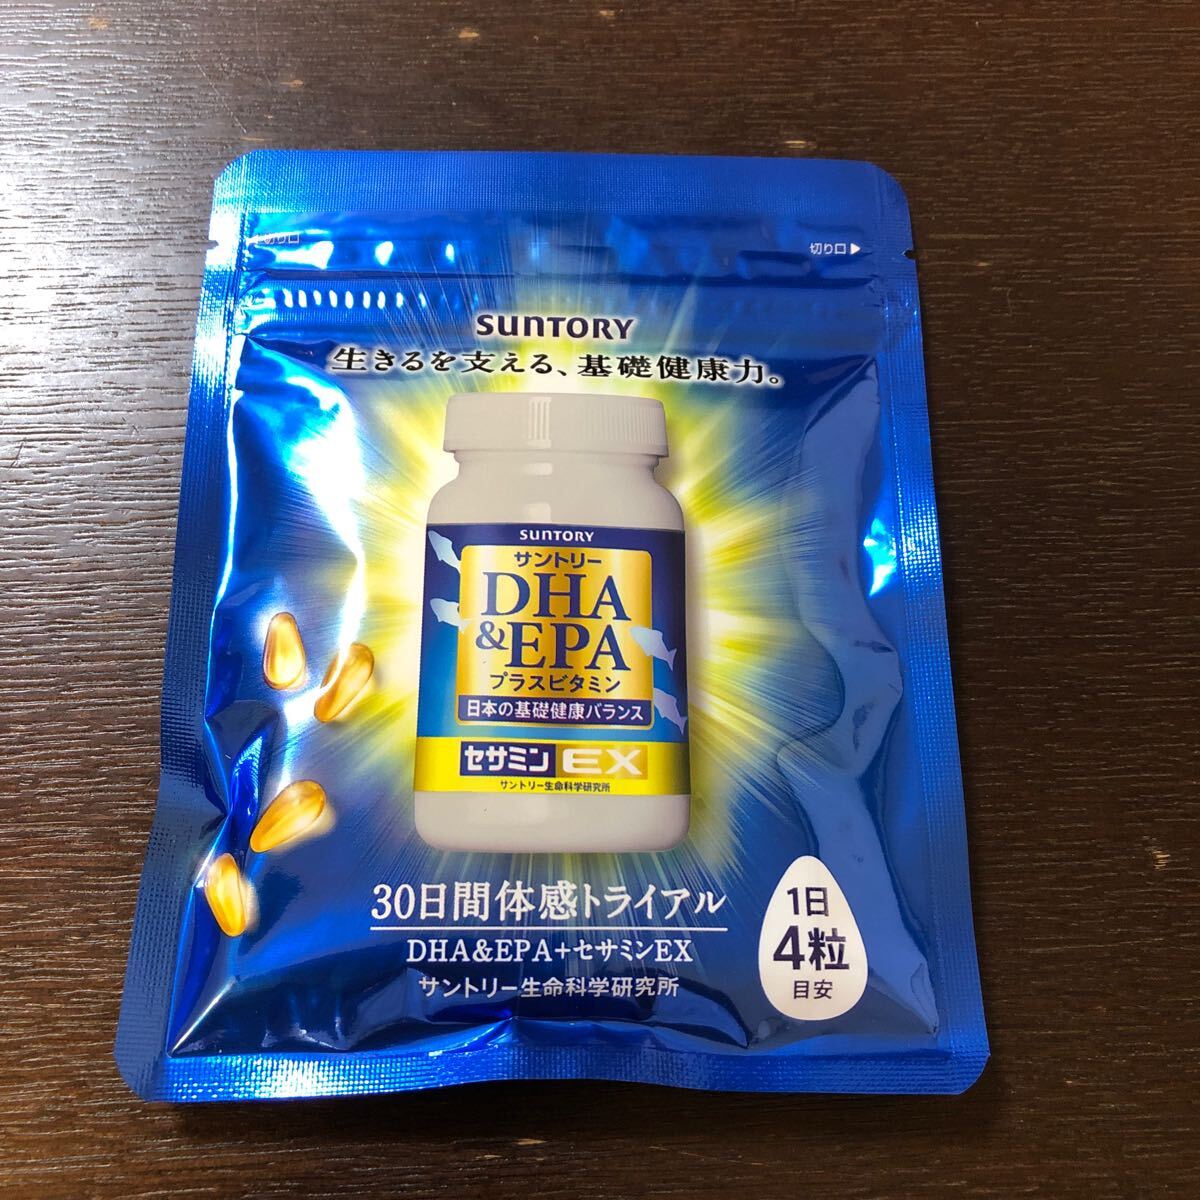 切り口
切り口▶
SUNTORY
生きるを支える、基礎健康力。
SUNTORY
サントリー
DHA
&EPA
プラスビタミン
日本の基礎健康バランス
セサミン EX
サントリー生命科学研究所
30日間体感トライアル
DHA&EPA+セサミンEX
サントリー生命科学研究所
1日
4粒
目安